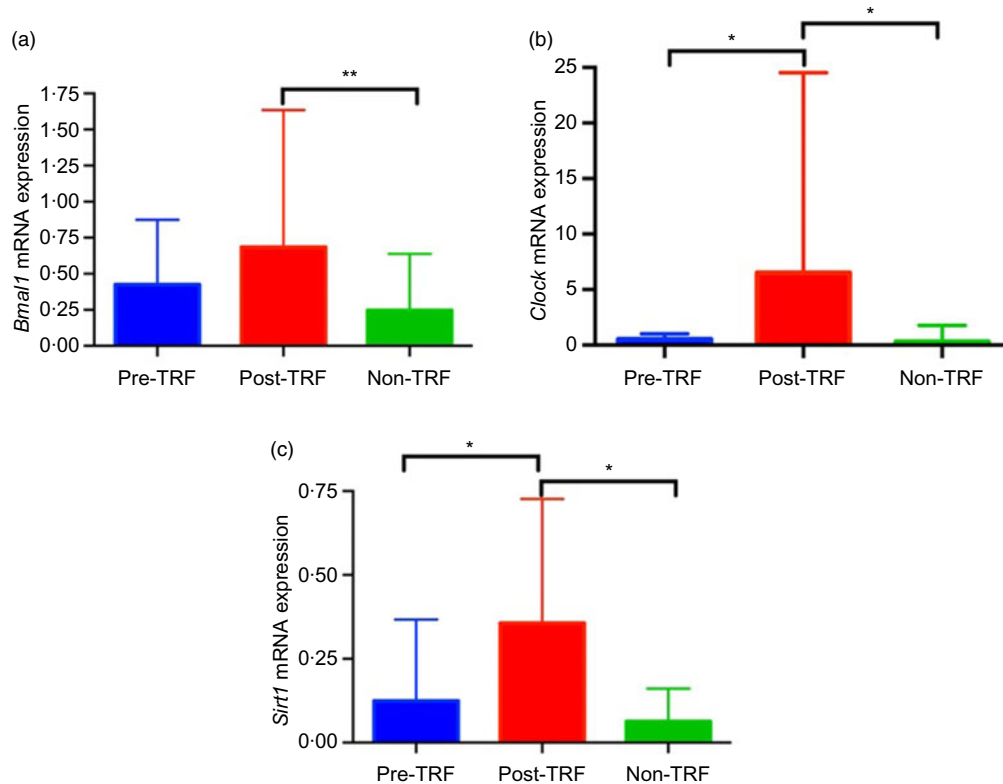 (a)
**
1·75
1·50
1·25
1·00
0·75
0·50
0·25
0·00
Bmal1 mRNA expression
Pre-TRF Post-TRF Non-TRF
(b)
*
*
25
20
15
10
5
0
Clock mRNA expression
Pre-TRF Post-TRF Non-TRF
(c)
*
*
0·75
0·50
0·25
0·00
Sirt1 mRNA expression
Pre-TRF Post-TRF Non-TRF